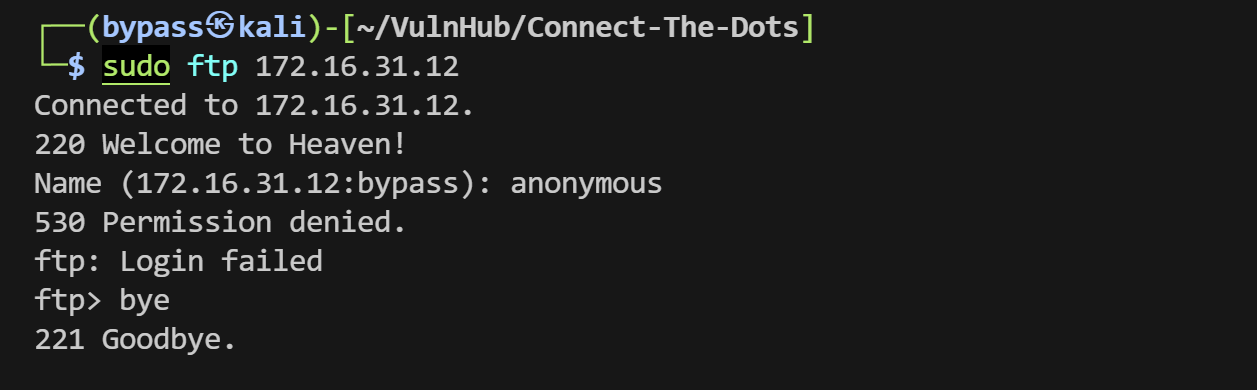 ┌──(bypass㉿kali)-[~/VulnHub/Connect-The-Dots]
└─$ sudo ftp 172.16.31.12
Connected to 172.16.31.12.
220 Welcome to Heaven!
Name (172.16.31.12:bypass): anonymous
530 Permission denied.
ftp: Login failed
ftp> bye
221 Goodbye.